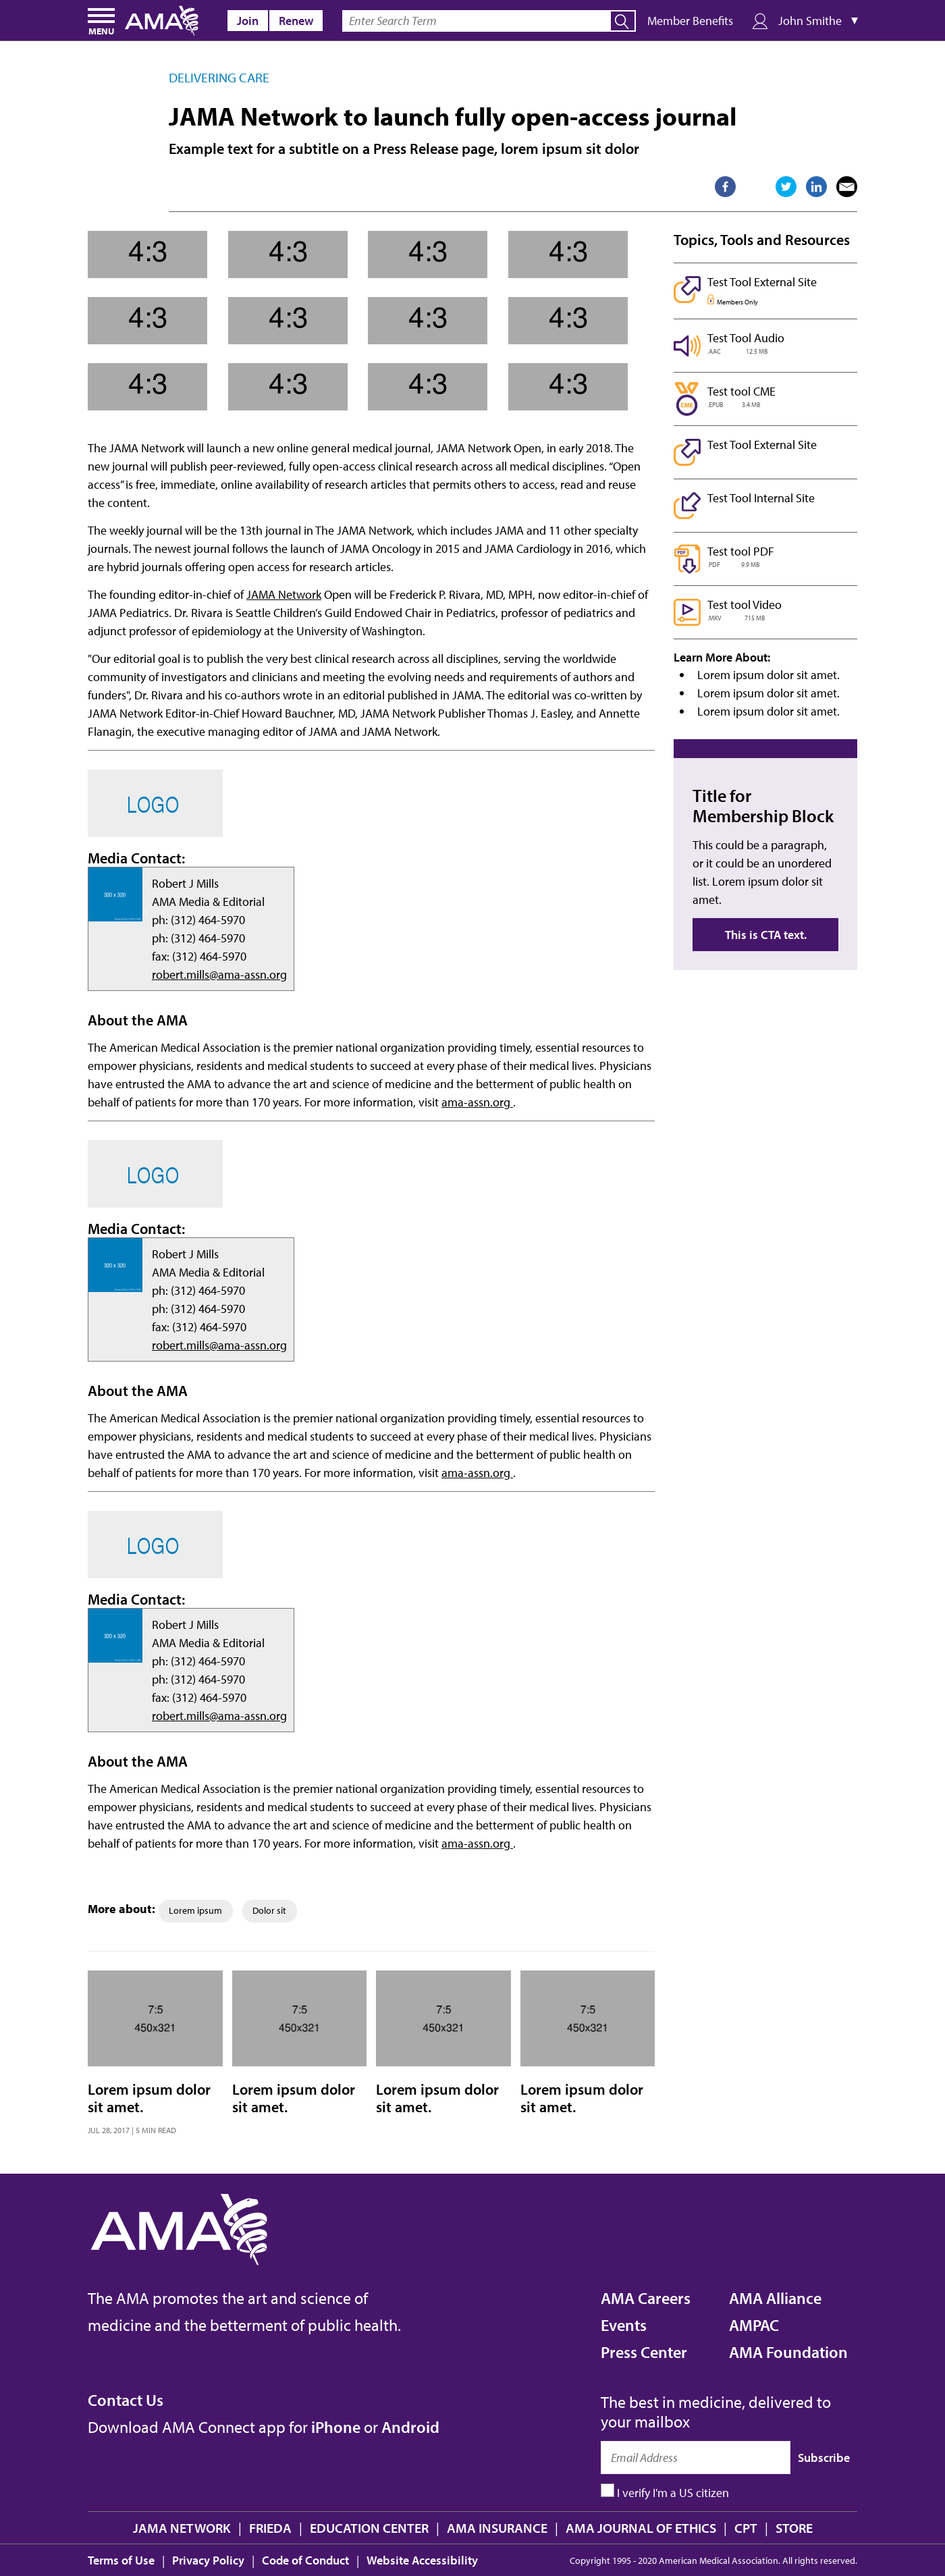 MENU
AMA
Join
Renew
Enter Search Term
Member Benefits
John Smithe
DELIVERING CARE
JAMA Network to launch fully open-access journal
Example text for a subtitle on a Press Release page, lorem ipsum sit dolor
4:3 4:3 4:3 4:3
4:3 4:3 4:3 4:3
4:3 4:3 4:3 4:3
The JAMA Network will launch a new online general medical journal, JAMA Network Open, in early 2018. The
new journal will publish peer-reviewed, fully open-access clinical research across all medical disciplines. “Open
access” is free, immediate, online availability of research articles that permits others to access, read and reuse
the content.
The weekly journal will be the 13th journal in The JAMA Network, which includes JAMA and 11 other specialty
journals. The newest journal follows the launch of JAMA Oncology in 2015 and JAMA Cardiology in 2016, which
are hybrid journals offering open access for research articles.
The founding editor-in-chief of JAMA Network Open will be Frederick P. Rivara, MD, MPH, now editor-in-chief of
JAMA Pediatrics. Dr. Rivara is Seattle Children’s Guild Endowed Chair in Pediatrics, professor of pediatrics and
adjunct professor of epidemiology at the University of Washington.
"Our editorial goal is to publish the very best clinical research across all disciplines, serving the worldwide
community of investigators and clinicians and meeting the evolving needs and requirements of authors and
funders", Dr. Rivara and his co-authors wrote in an editorial published in JAMA. The editorial was co-written by
JAMA Network Editor-in-Chief Howard Bauchner, MD, JAMA Network Publisher Thomas J. Easley, and Annette
Flanagin, the executive managing editor of JAMA and JAMA Network.
LOGO
Media Contact:
320 x 320
Robert J Mills
AMA Media & Editorial
ph: (312) 464-5970
ph: (312) 464-5970
fax: (312) 464-5970
robert.mills@ama-assn.org
About the AMA
The American Medical Association is the premier national organization providing timely, essential resources to
empower physicians, residents and medical students to succeed at every phase of their medical lives. Physicians
have entrusted the AMA to advance the art and science of medicine and the betterment of public health on
behalf of patients for more than 170 years. For more information, visit ama-assn.org .
LOGO
Media Contact:
320 x 320
Robert J Mills
AMA Media & Editorial
ph: (312) 464-5970
ph: (312) 464-5970
fax: (312) 464-5970
robert.mills@ama-assn.org
About the AMA
The American Medical Association is the premier national organization providing timely, essential resources to
empower physicians, residents and medical students to succeed at every phase of their medical lives. Physicians
have entrusted the AMA to advance the art and science of medicine and the betterment of public health on
behalf of patients for more than 170 years. For more information, visit ama-assn.org .
LOGO
Media Contact:
320 x 320
Robert J Mills
AMA Media & Editorial
ph: (312) 464-5970
ph: (312) 464-5970
fax: (312) 464-5970
robert.mills@ama-assn.org
About the AMA
The American Medical Association is the premier national organization providing timely, essential resources to
empower physicians, residents and medical students to succeed at every phase of their medical lives. Physicians
have entrusted the AMA to advance the art and science of medicine and the betterment of public health on
behalf of patients for more than 170 years. For more information, visit ama-assn.org .
More about: Lorem ipsum Dolor sit
7:5 7:5 7:5 7:5
450x321 450x321 450x321 450x321
Lorem ipsum dolor Lorem ipsum dolor Lorem ipsum dolor Lorem ipsum dolor
sit amet. sit amet. sit amet. sit amet.
JUL 28, 2017 | 5 MIN READ
Topics, Tools and Resources
Test Tool External Site
Members Only
Test Tool Audio
.AAC 12.5 MB
CME
Test tool CME
.EPUB 3.4 MB
Test Tool External Site
Test Tool Internal Site
PDF
Test tool PDF
.PDF 9.9 MB
Test tool Video
.MKV 715 MB
Learn More About:
Lorem ipsum dolor sit amet.
Lorem ipsum dolor sit amet.
Lorem ipsum dolor sit amet.
Title for
Membership Block
This could be a paragraph,
or it could be an unordered
list. Lorem ipsum dolor sit
amet.
This is CTA text.
AMA
The AMA promotes the art and science of
medicine and the betterment of public health.
AMA Careers AMA Alliance
Events AMPAC
Press Center AMA Foundation
Contact Us
Download AMA Connect app for iPhone or Android
The best in medicine, delivered to
your mailbox
Email Address Subscribe
I verify I'm a US citizen
JAMA NETWORK | FRIEDA | EDUCATION CENTER | AMA INSURANCE | AMA JOURNAL OF ETHICS | CPT | STORE
Terms of Use | Privacy Policy | Code of Conduct | Website Accessibility
Copyright 1995 - 2020 American Medical Association. All rights reserved.